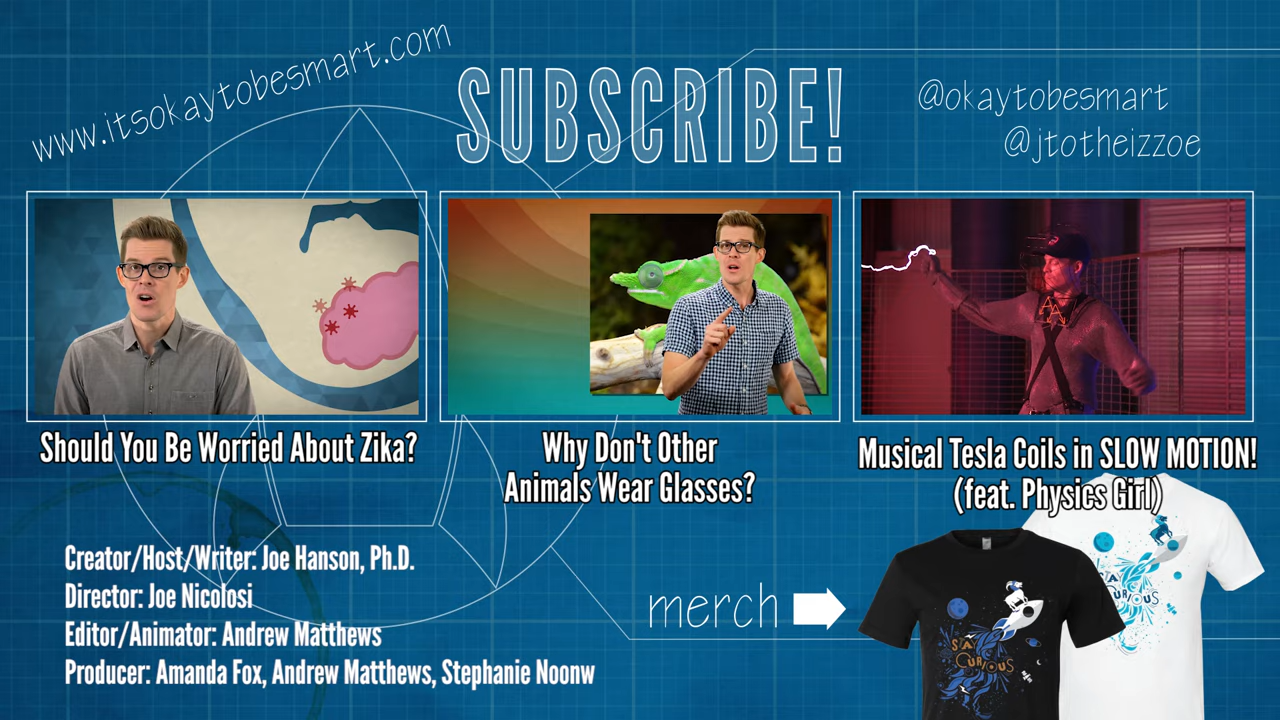 www.itsokaytobesmart.com
SUBSCRIBE!
@okaytobesmart
@jtotheizzoe
Should You Be Worried About Zika?
Why Don't Other
Animals Wear Glasses?
Musical Tesla Coils in SLOW MOTION!
(feat. Physics Girl)
Creator/Host/Writer: Joe Hanson, Ph.D.
Director: Joe Nicolosi
Editor/Animator: Andrew Matthews
Producer: Amanda Fox, Andrew Matthews, Stephanie Noonw
merch
STAY
CURIOUS